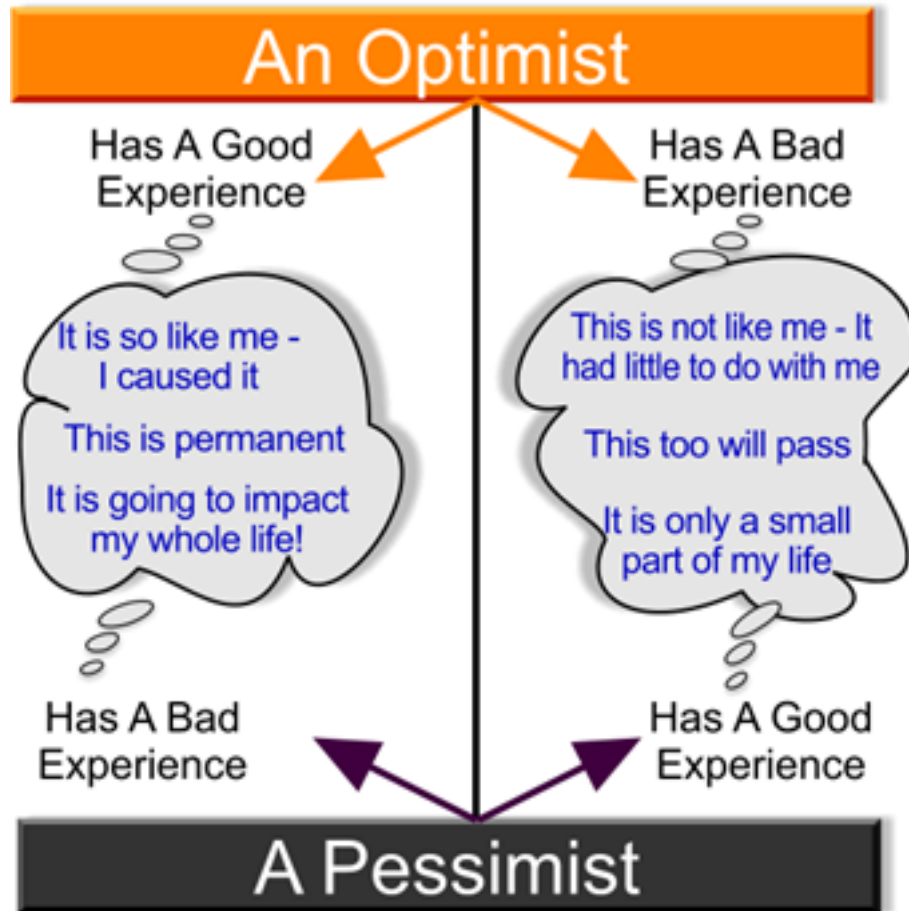 An Optimist
Has A Good
Experience
Has A Bad
Experience
It is so like me -
I caused it
This is permanent
It is going to impact
my whole life!
This is not like me - It
had little to do with me
This too will pass
It is only a small
part of my life
Has A Bad
Experience
Has A Good
Experience
A Pessimist